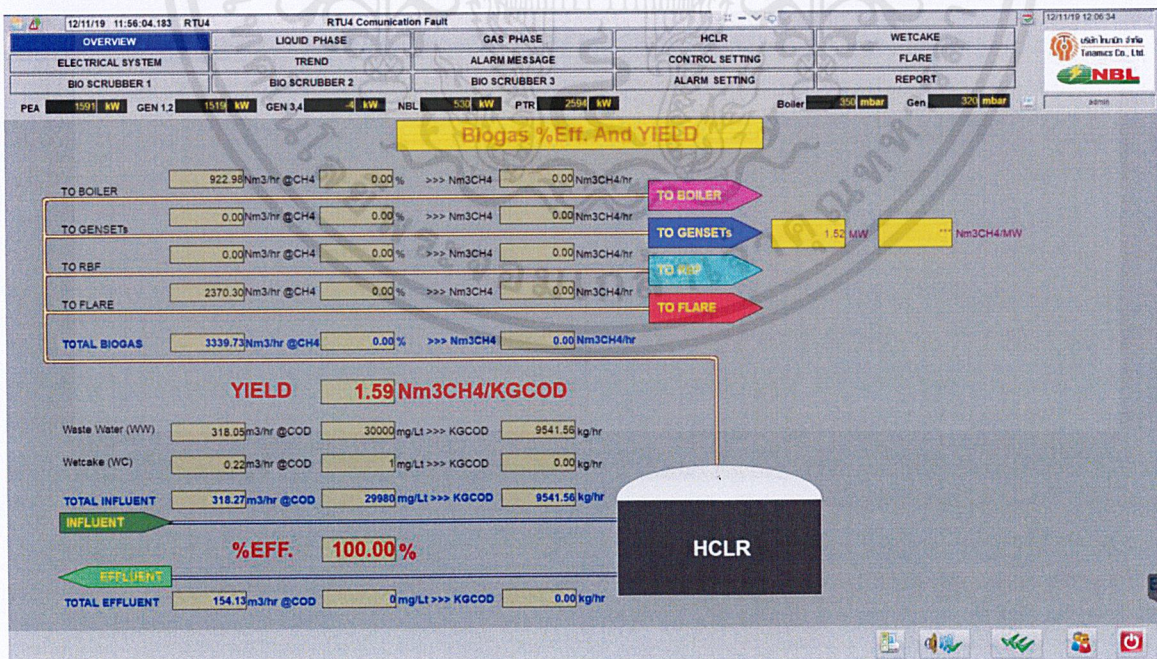 12/11/19 11:56:04.183 RTU4 RTU4 Comunication Fault 12/11/19 12:06:34
OVERVIEW LIQUID PHASE GAS PHASE HCLR WETCAKE
ELECTRICAL SYSTEM TREND ALARM MESSAGE CONTROL SETTING FLARE
BIO SCRUBBER 1 BIO SCRUBBER 2 BIO SCRUBBER 3 ALARM SETTING REPORT
Tinamics Co., Ltd.
NBL
admin
PEA 1591 kW GEN 1,2 1519 kW GEN 3,4 -4 kW NBL 530 kW PTR 2594 kW Boiler 350 mbar Gen 320 mbar
Biogas %Eff. And YIELD
TO BOILER 922.98 Nm3/hr @CH4 0.00 % >>> Nm3CH4 0.00 Nm3CH4/hr TO BOILER
TO GENSETs 0.00 Nm3/hr @CH4 0.00 % >>> Nm3CH4 0.00 Nm3CH4/hr TO GENSETs 1.52 MW *** Nm3CH4/MW
TO RBF 0.00 Nm3/hr @CH4 0.00 % >>> Nm3CH4 0.00 Nm3CH4/hr TO RBF
TO FLARE 2370.30 Nm3/hr @CH4 0.00 % >>> Nm3CH4 0.00 Nm3CH4/hr TO FLARE
TOTAL BIOGAS 3339.73 Nm3/hr @CH4 0.00 % >>> Nm3CH4 0.00 Nm3CH4/hr
YIELD 1.59 Nm3CH4/KGCOD
Waste Water (WW) 318.05 m3/hr @COD 30000 mg/Lt >>> KGCOD 9541.56 kg/hr
Wetcake (WC) 0.22 m3/hr @COD 1 mg/Lt >>> KGCOD 0.00 kg/hr
TOTAL INFLUENT 318.27 m3/hr @COD 29980 mg/Lt >>> KGCOD 9541.56 kg/hr
INFLUENT
%EFF. 100.00 %
HCLR
EFFLUENT
TOTAL EFFLUENT 154.13 m3/hr @COD 0 mg/Lt >>> KGCOD 0.00 kg/hr